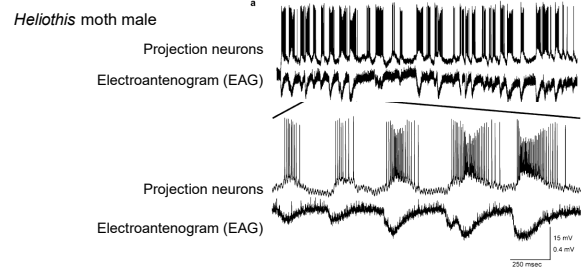 a
Heliothis moth male
Projection neurons
Electroantenogram (EAG)
Projection neurons
Electroantenogram (EAG)
15 mV
0.4 mV
250 msec